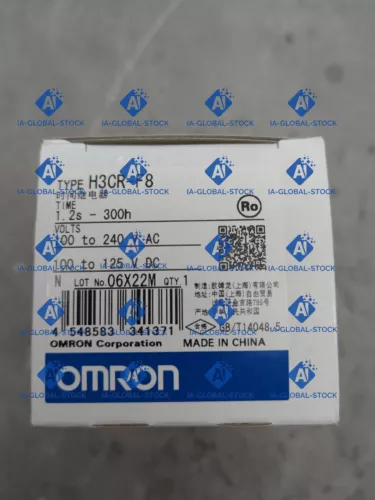 TYPE H3CR-F8
时间继电器
TIME
1.2s - 300h
VOLTS
100 to 240 V AC
100 to 125 V DC
N LOT No. 06X22M QTY 1
Ro
制造:欧姆龙(上海)有限公司
地址:中国(上海)自由贸易
GB/T14048.5
4 548583 341371
OMRON Corporation
MADE IN CHINA
OMRON
AI
IA-GLOBAL-STOCK